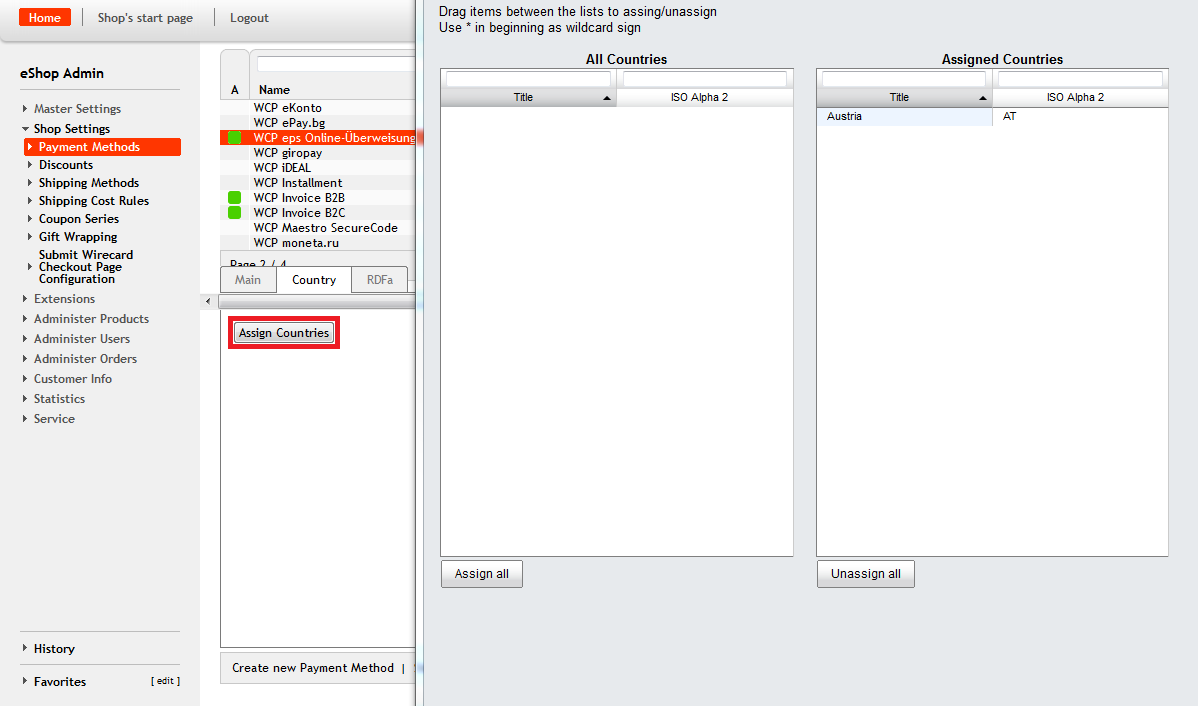 Home
Shop's start page
Logout
eShop Admin
Master Settings
Shop Settings
Payment Methods
Discounts
Shipping Methods
Shipping Cost Rules
Coupon Series
Gift Wrapping
Submit Wirecard
Checkout Page
Configuration
Extensions
Administer Products
Administer Users
Administer Orders
Customer Info
Statistics
Service
History
Favorites
[ edit ]
A
Name
WCP eKonto
WCP ePay.bg
WCP eps Online-Überweisung
WCP giropay
WCP iDEAL
WCP Installment
WCP Invoice B2B
WCP Invoice B2C
WCP Maestro SecureCode
WCP moneta.ru
Page 2 / 4
Main
Country
RDFa
Assign Countries
Create new Payment Method |
Drag items between the lists to assing/unassign
Use * in beginning as wildcard sign
All Countries
Title
ISO Alpha 2
Assign all
Assigned Countries
Title
ISO Alpha 2
Austria
AT
Unassign all